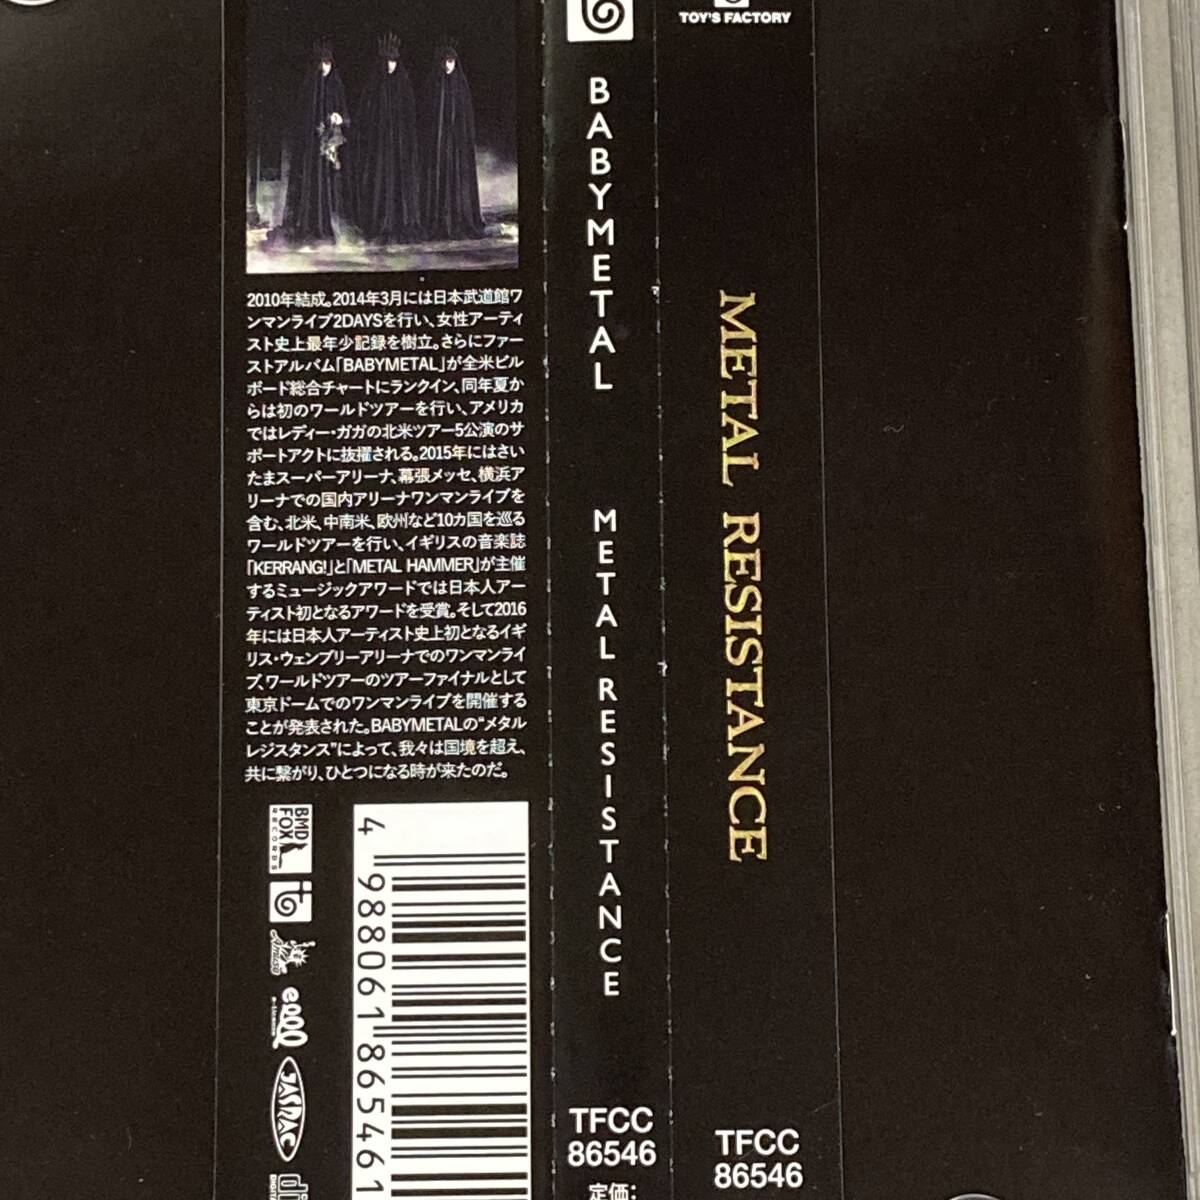 2010年結成。2014年3月には日本武道館ワ
ンマンライブ2DAYSを行い、女性アーティ
スト史上最年少記録を樹立。さらにファー
ストアルバム「BABYMETAL」が全米ビル
ボード総合チャートにランクイン、同年夏か
らは初のワールドツアーを行い、アメリカ
ではレディー・ガガの北米ツアー5公演のサ
ポートアクトに抜擢される。2015年にはさい
たまスーパーアリーナ、幕張メッセ、横浜ア
リーナでの国内アリーナワンマンライブを
含む、北米、中南米、欧州など10カ国を巡る
ワールドツアーを行い、イギリスの音楽誌
「KERRANG!」と「METAL HAMMER」が主催
するミュージックアワードでは日本人アー
ティスト初となるアワードを受賞。そして2016
年には日本人アーティスト史上初となるイギ
リス・ウェンブリーアリーナでのワンマンライ
ブ、ワールドツアーのツアーファイナルとして
東京ドームでのワンマンライブを開催する
ことが発表された。BABYMETALの“メタル
レジスタンス”によって、我々は国境を超え、
共に繋がり、ひとつになる時が来たのだ。
BMD
FOX
RECORDS
Amuse
e-License
JASRAC
4 988061 865461
BABYMETAL METAL RESISTANCE
TFCC
86546
定価:
TOY'S FACTORY
METAL RESISTANCE
TFCC
86546